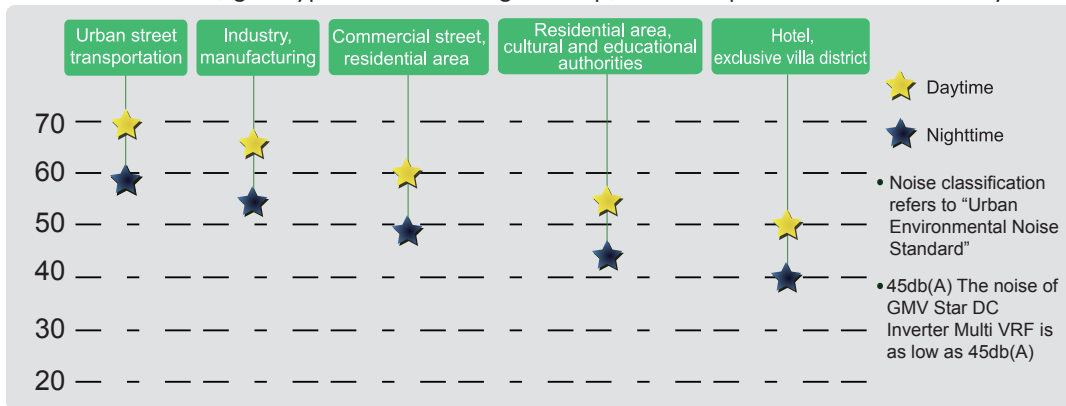 Urban street
transportation
Industry,
manufacturing
Commercial street,
residential area
Residential area,
cultural and educational
authorities
Hotel,
exclusive villa district
Daytime
Nighttime
• Noise classification
refers to “Urban
Environmental Noise
Standard”
• 45db(A) The noise of
GMV Star DC
Inverter Multi VRF is
as low as 45db(A)
70
60
50
40
30
20